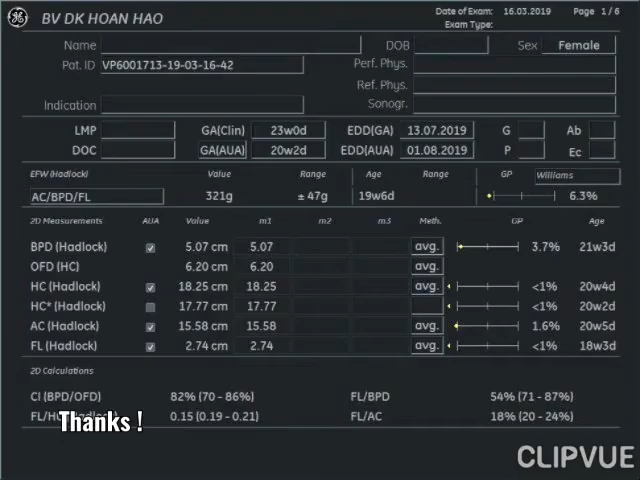 BV DK HOAN HAO
Date of Exam: 16.03.2019 Page 1 / 6
Exam Type:
Name DOB Sex Female
Pat. ID VP6001713-19-03-16-42 Perf. Phys.
Ref. Phys.
Indication Sonogr.
LMP GA(Clin) 23w0d EDD(GA) 13.07.2019 G Ab
DOC GA(AUA) 20w2d EDD(AUA) 01.08.2019 P Ec
EFW (Hadlock) Value Range Age Range GP Williams
AC/BPD/FL 321g ± 47g 19w6d 6.3%
2D Measurements AUA Value m1 m2 m3 Meth. GP Age
BPD (Hadlock) 5.07 cm 5.07 avg. 3.7% 21w3d
OFD (HC) 6.20 cm 6.20 avg.
HC (Hadlock) 18.25 cm 18.25 avg. <1% 20w4d
HC* (Hadlock) 17.77 cm 17.77 <1% 20w2d
AC (Hadlock) 15.58 cm 15.58 avg. 1.6% 20w5d
FL (Hadlock) 2.74 cm 2.74 avg. <1% 18w3d
2D Calculations
CI (BPD/OFD) 82% (70 - 86%) FL/BPD 54% (71 - 87%)
FL/H 0.15 (0.19 - 0.21) FL/AC 18% (20 - 24%)
Thanks !
CLIPVUE